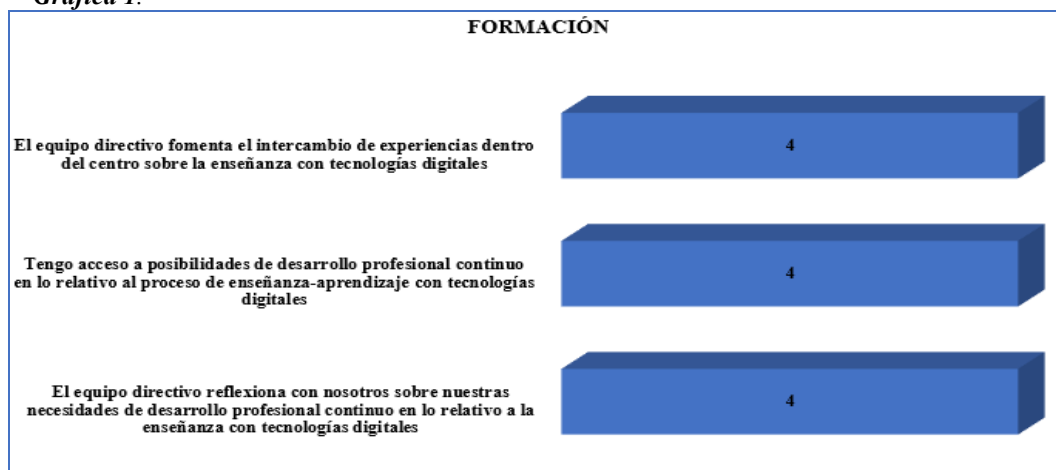 Gráfica 1.
FORMACIÓN
El equipo directivo fomenta el intercambio de experiencias dentro
del centro sobre la enseñanza con tecnologías digitales
4
Tengo acceso a posibilidades de desarrollo profesional continuo
en lo relativo al proceso de enseñanza-aprendizaje con tecnologías
digitales
4
El equipo directivo reflexiona con nosotros sobre nuestras
necesidades de desarrollo profesional continuo en lo relativo a la
enseñanza con tecnologías digitales
4